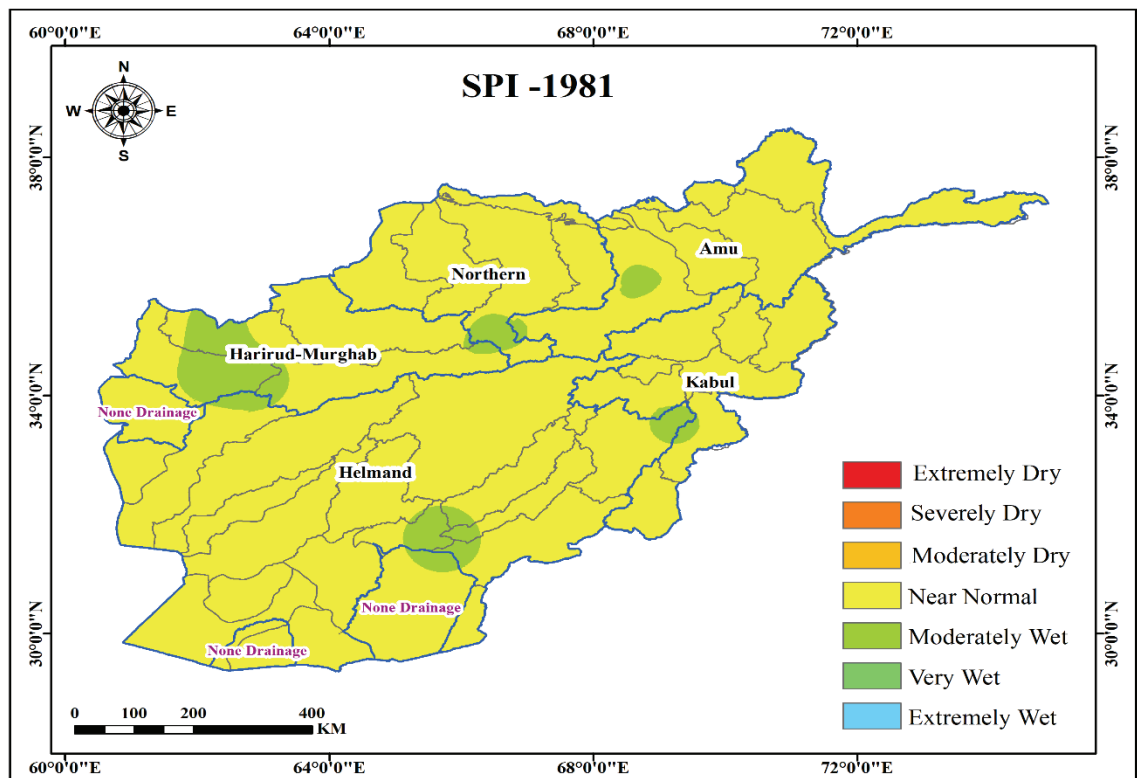 60°0'0"E 64°0'0"E 68°0'0"E 72°0'0"E
SPI -1981
N
W E
S
38°0'0"N 38°0'0"N
Amu
Northern
Harirud-Murghab
Kabul
34°0'0"N 34°0'0"N
None Drainage
Helmand
Extremely Dry
Severely Dry
Moderately Dry
Near Normal
None Drainage
Moderately Wet
30°0'0"N 30°0'0"N
None Drainage
Very Wet
Extremely Wet
0 100 200 400
KM
60°0'0"E 64°0'0"E 68°0'0"E 72°0'0"E